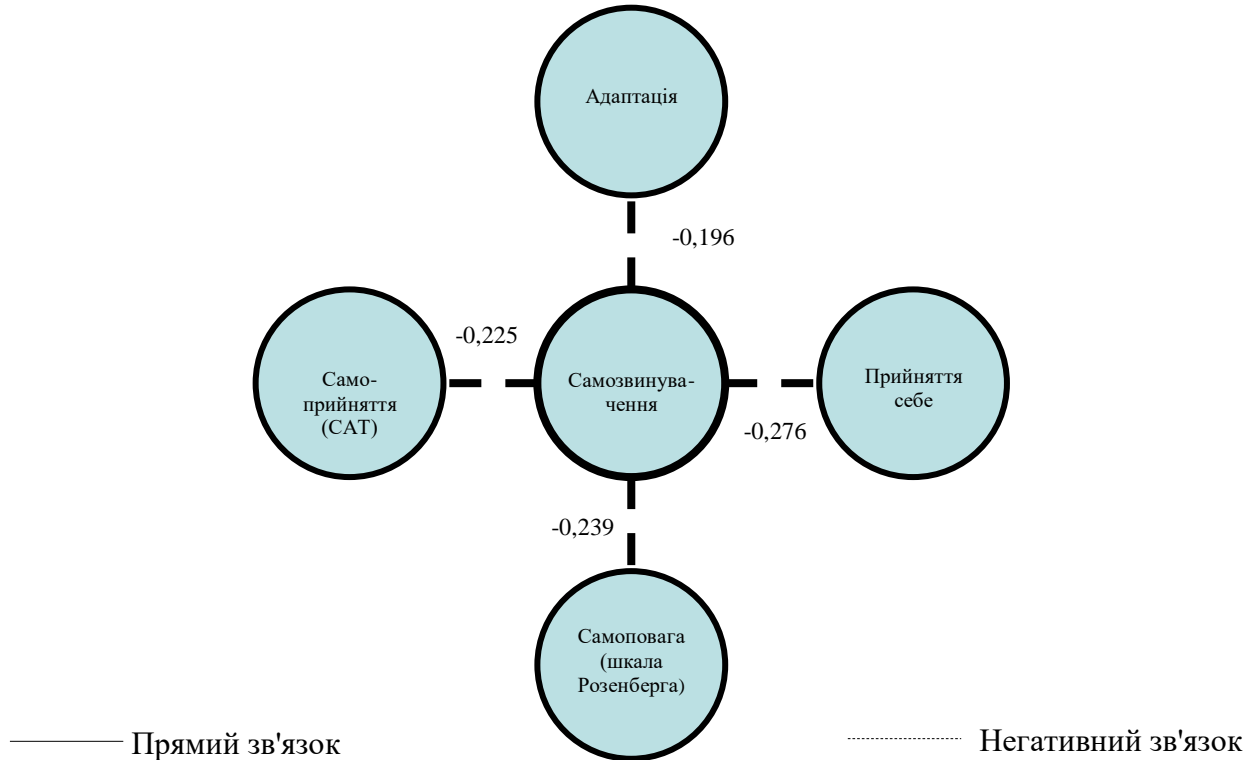 Адаптація
-0,196
-0,225
Само-
прийняття
(САТ)
Самозвинува-
чення
Прийняття
себе
-0,276
-0,239
Самоповага
(шкала
Розенберга)
Прямий зв'язок
Негативний зв'язок